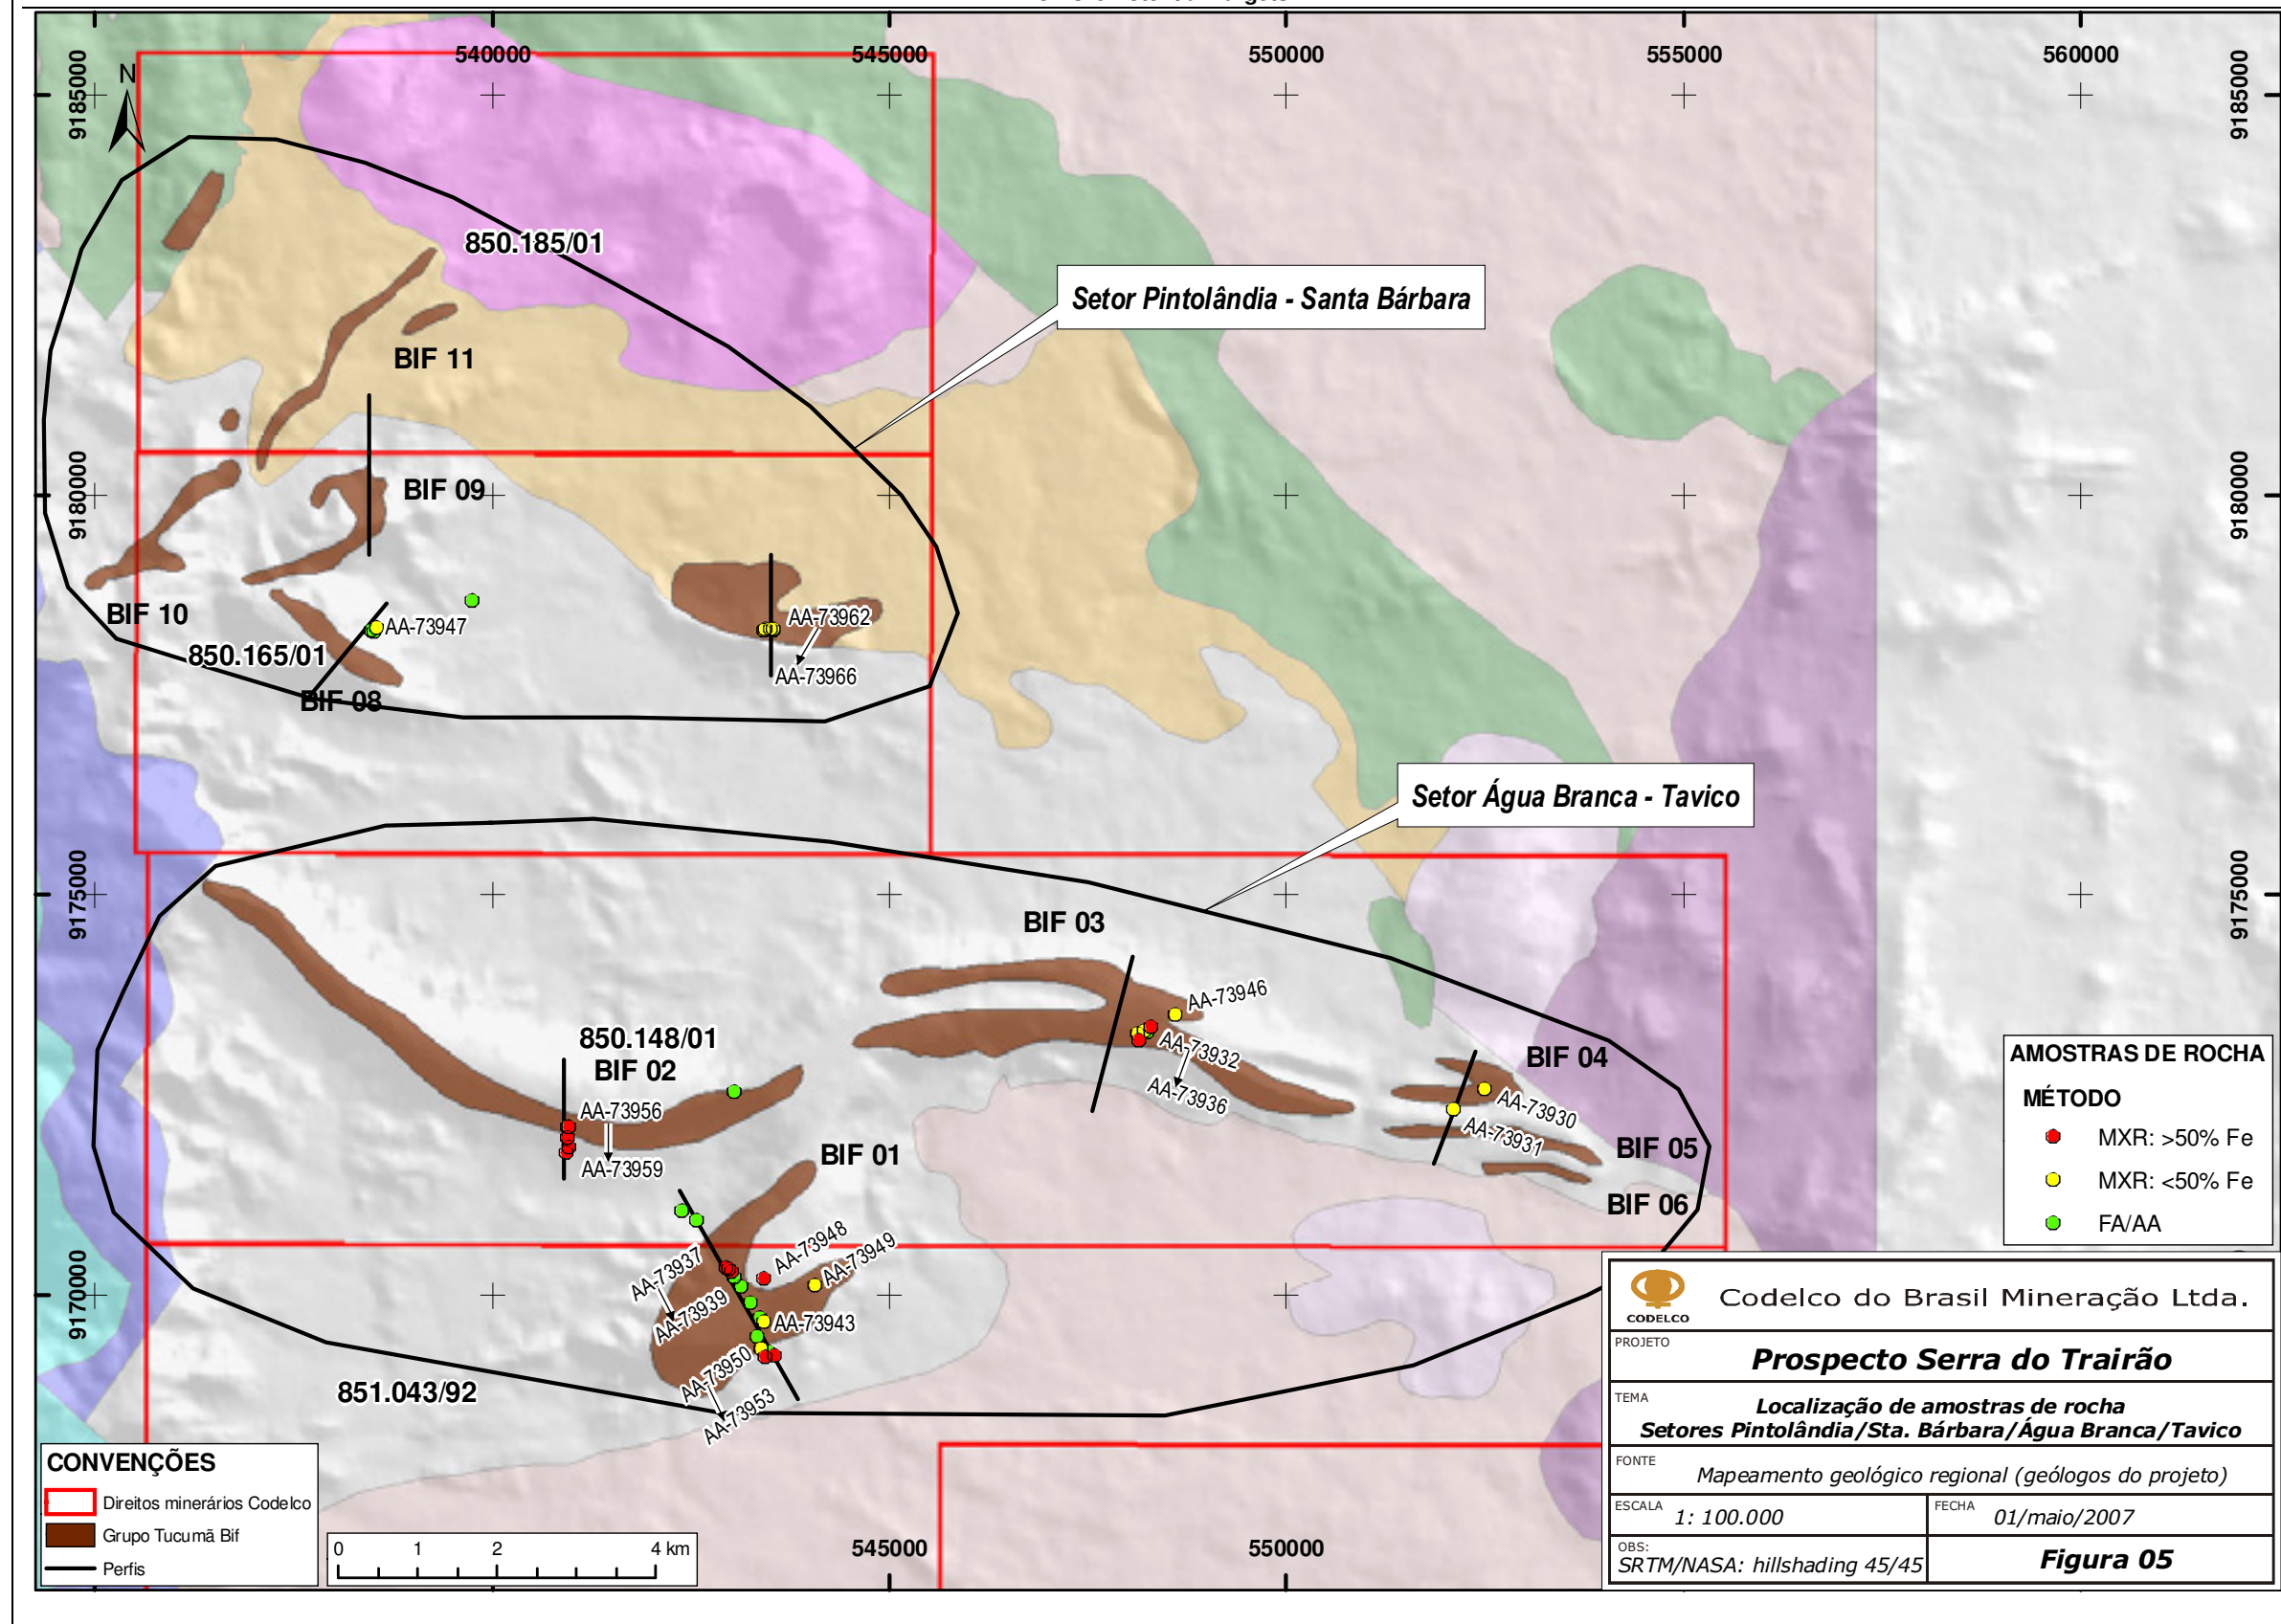 540000
545000
550000
555000
560000
9185000
9185000
N
850.185/01
Setor Pintolândia - Santa Bárbara
BIF 11
9180000
9180000
BIF 09
BIF 10
AA-73947
850.165/01
BIF 08
AA-73962
AA-73966
Setor Água Branca - Tavico
9175000
9175000
BIF 03
AA-73946
850.148/01
BIF 02
AA-73932
AA-73936
BIF 04
AA-73930
AA-73931
BIF 05
BIF 06
AA-73956
AA-73959
BIF 01
AA-73948
AA-73949
AA-73937
AA-73939
AA-73943
AA-73950
AA-73953
9170000
851.043/92
AMOSTRAS DE ROCHA
MÉTODO
MXR: >50% Fe
MXR: <50% Fe
FA/AA
CODELCO
Codelco do Brasil Mineração Ltda.
PROJETO
Prospecto Serra do Trairão
TEMA
Localização de amostras de rocha
Setores Pintolândia/Sta. Bárbara/Água Branca/Tavico
FONTE
Mapeamento geológico regional (geólogos do projeto)
ESCALA 1: 100.000
FECHA 01/maio/2007
OBS:
SRTM/NASA: hillshading 45/45
Figura 05
CONVENÇÕES
Direitos minerários Codelco
Grupo Tucumã Bif
Perfis
0 1 2 4 km
545000
550000